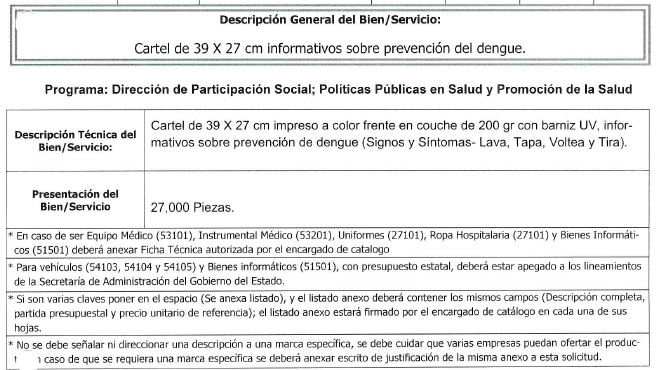 Descripción General del Bien/Servicio:
Cartel de 39 X 27 cm informativos sobre prevención del dengue.
Programa: Dirección de Participación Social; Políticas Públicas en Salud y Promoción de la Salud
Descripción Técnica del
Bien/Servicio:
Cartel de 39 X 27 cm impreso a color frente en couche de 200 gr con barniz UV, infor-
mativos sobre prevención de dengue (Signos y Síntomas- Lava, Tapa, Voltea y Tira).
Presentación del
Bien/Servicio
27,000 Piezas.
* En caso de ser Equipo Médico (53101), Instrumental Médico (53201), Uniformes (27101), Ropa Hospitalaria (27101) y Bienes Informáti-
cos (51501) deberá anexar Ficha Técnica autorizada por el encargado de catalogo
* Para vehículos (54103, 54104 y 54105) y Bienes informáticos (51501), con presupuesto estatal, deberá estar apegado a los lineamientos
de la Secretaría de Administración del Gobierno del Estado.
* Si son varias claves poner en el espacio (Se anexa listado), y el listado anexo deberá contener los mismos campos (Descripción completa,
partida presupuestal y precio unitario de referencia); el listado anexo estará firmado por el encargado de catálogo en cada una de sus
hojas.
* No se debe señalar ni direccionar una descripción a una marca específica, se debe cuidar que varias empresas puedan ofertar el produc-
caso de que se requiera una marca específica se deberá anexar escrito de justificación de la misma anexo a esta solicitud.